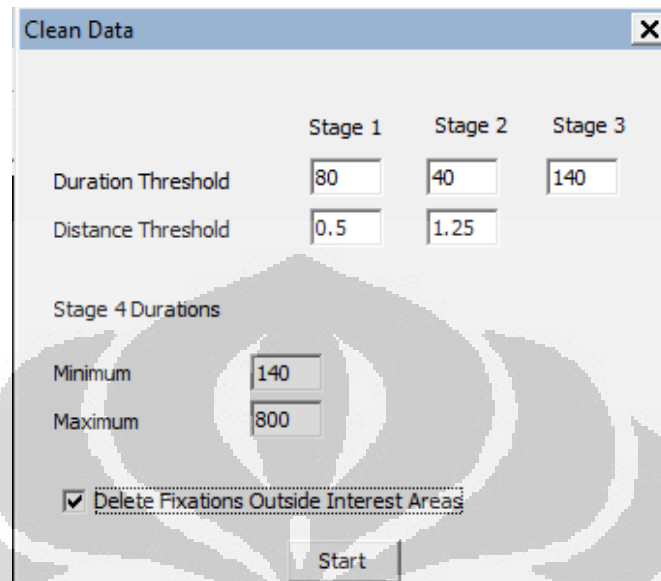 Clean Data
Stage 1 Stage 2 Stage 3
Duration Threshold 80 40 140
Distance Threshold 0.5 1.25
Stage 4 Durations
Minimum 140
Maximum 800
Delete Fixations Outside Interest Areas
Start